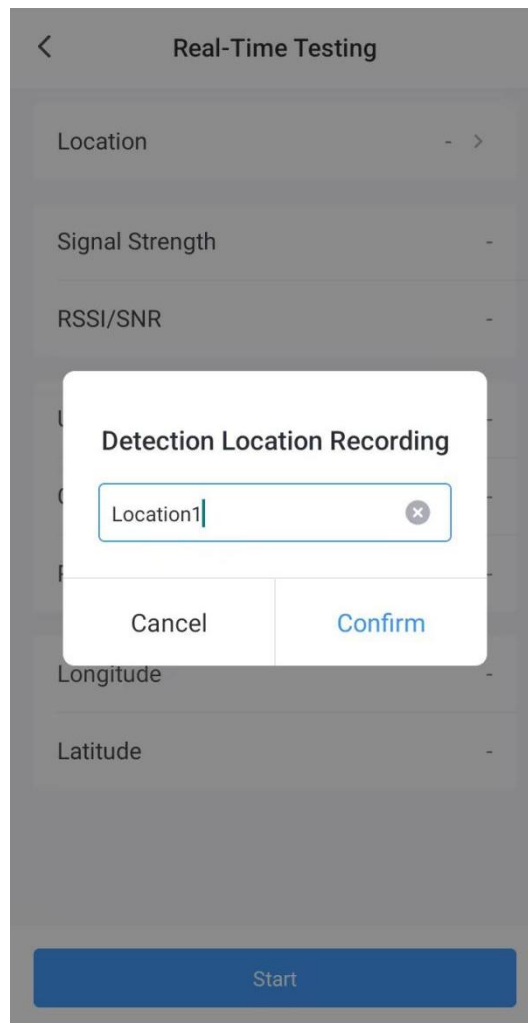 Real-Time Testing
Location -
Signal Strength -
RSSI/SNR -
Detection Location Recording
Location1
Cancel Confirm
Longitude -
Latitude -
Start